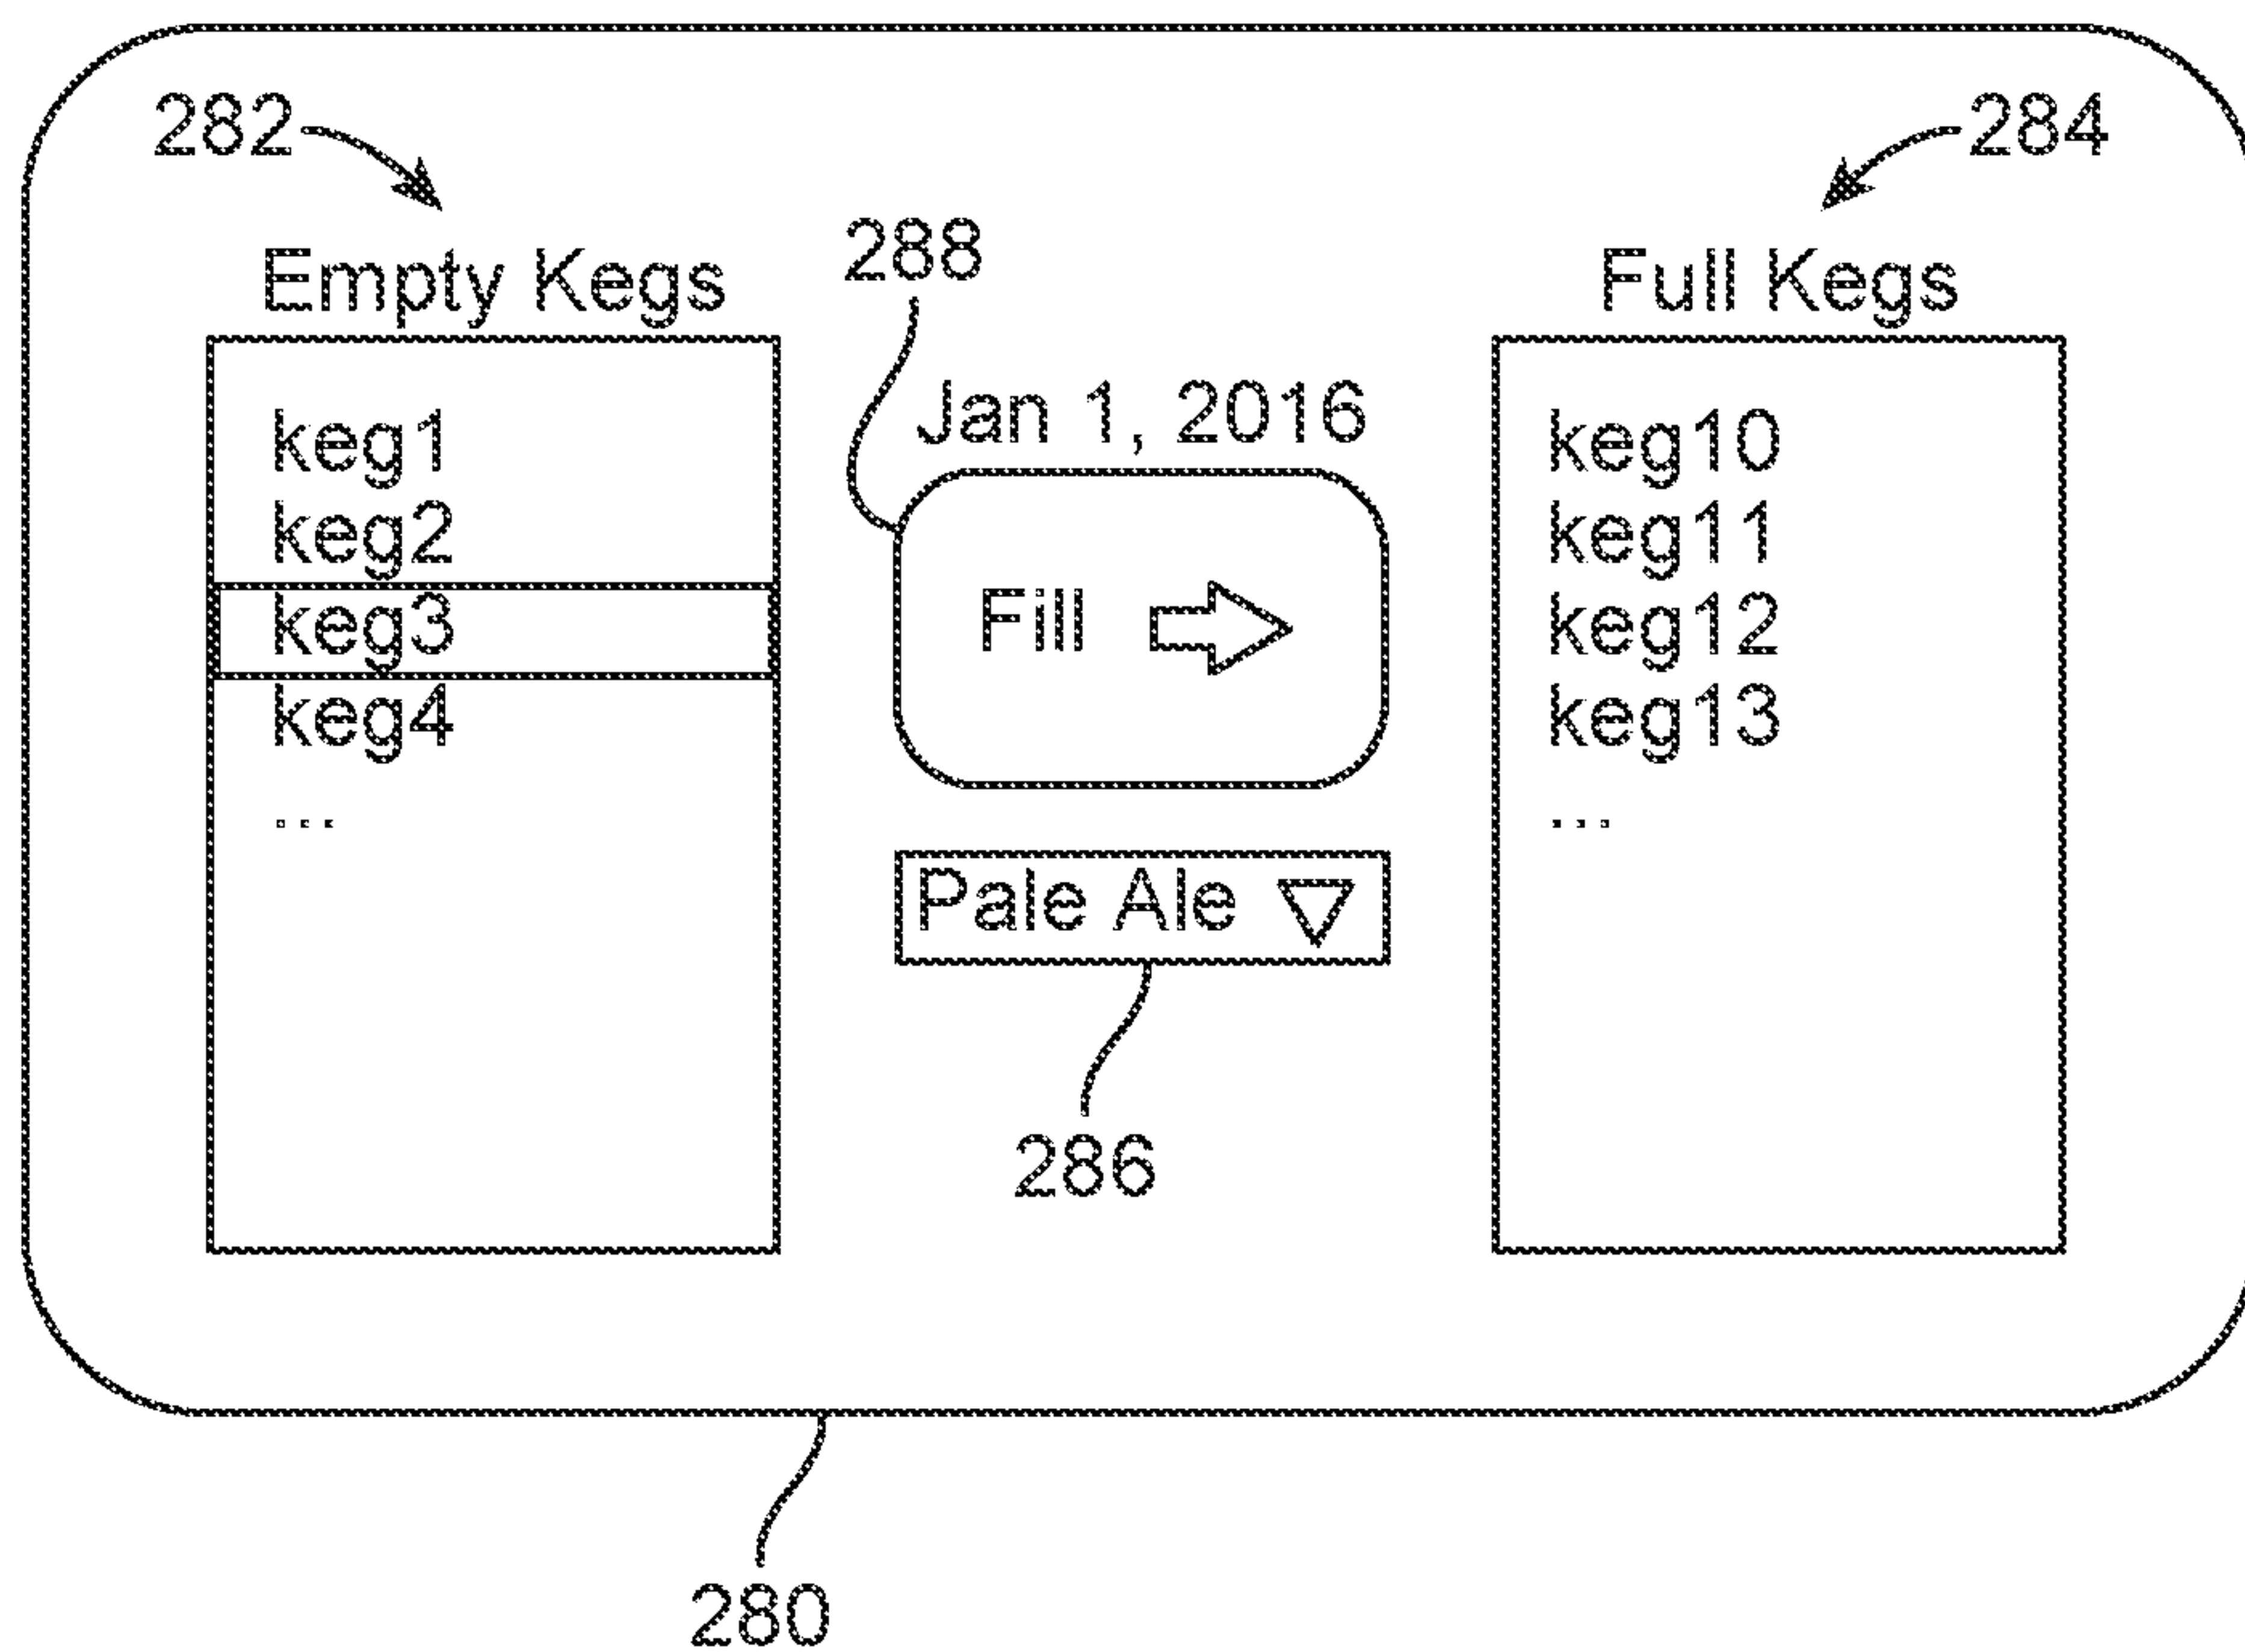 282
284
288
Empty Kegs
Full Kegs
Jan 1, 2016
keg1
keg2
keg3
keg4
...
Fill
Pale Ale
keg10
keg11
keg12
keg13
...
286
280